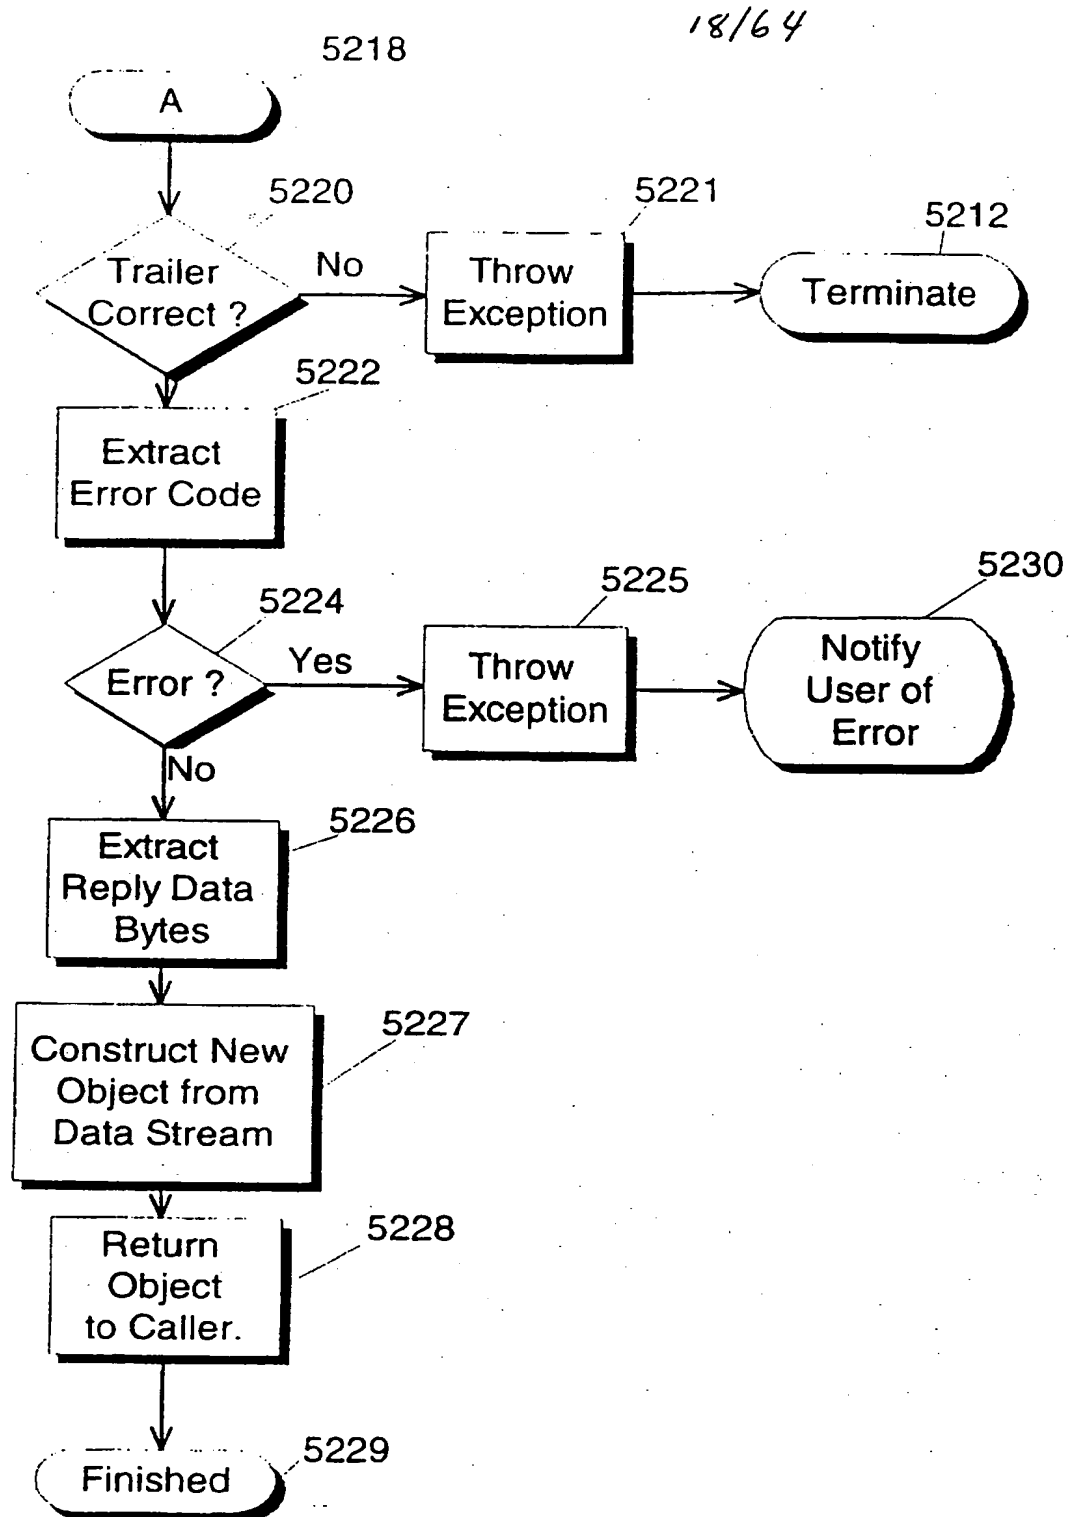 18/64
5218
A
5220
5221
5212
Trailer
Correct ?
No
Throw
Exception
Terminate
5222
Extract
Error Code
5224
5225
5230
Error ?
Yes
Throw
Exception
Notify
User of
Error
No
5226
Extract
Reply Data
Bytes
5227
Construct New
Object from
Data Stream
5228
Return
Object
to Caller.
5229
Finished